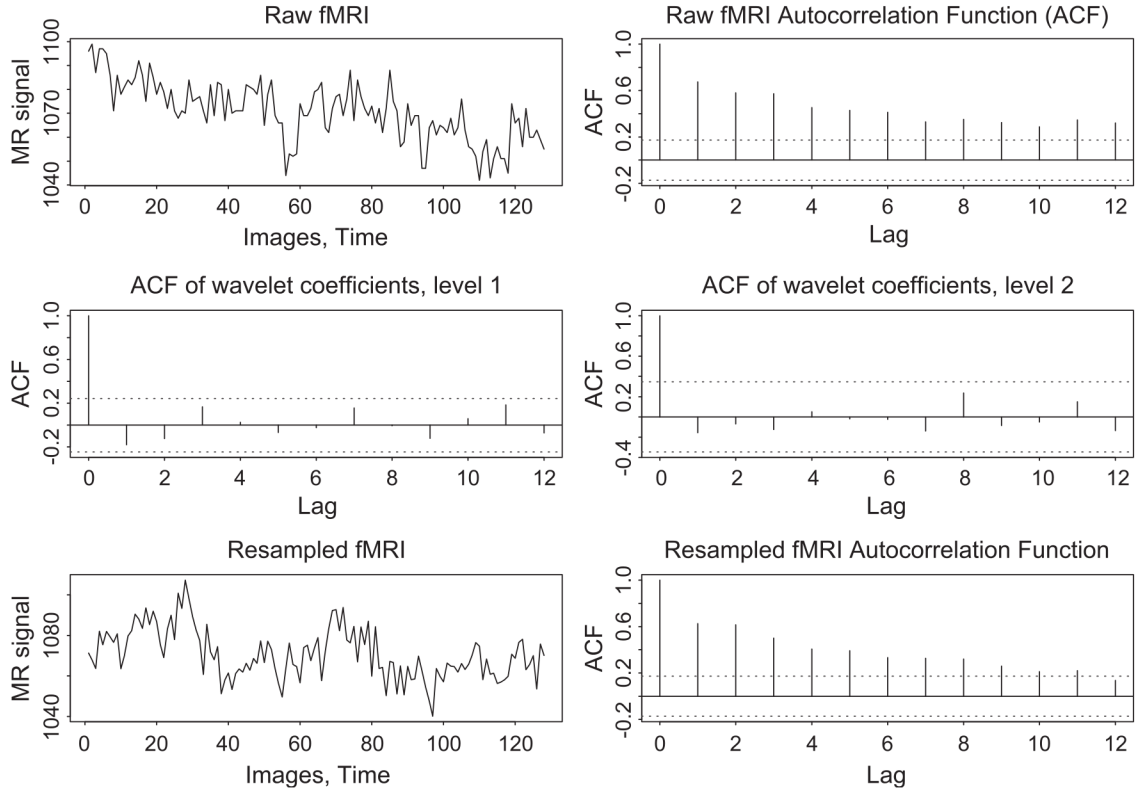 Raw fMRI
MR signal
1040 1070 1100
0 20 40 60 80 100 120
Images, Time
Raw fMRI Autocorrelation Function (ACF)
ACF
-0.2 0.2 0.6 1.0
0 2 4 6 8 10 12
Lag
ACF of wavelet coefficients, level 1
ACF
-0.2 0.2 0.6 1.0
0 2 4 6 8 10 12
Lag
ACF of wavelet coefficients, level 2
ACF
-0.4 0.2 0.6 1.0
0 2 4 6 8 10 12
Lag
Resampled fMRI
MR signal
1040 1080
0 20 40 60 80 100 120
Images, Time
Resampled fMRI Autocorrelation Function
ACF
-0.2 0.2 0.6 1.0
0 2 4 6 8 10 12
Lag